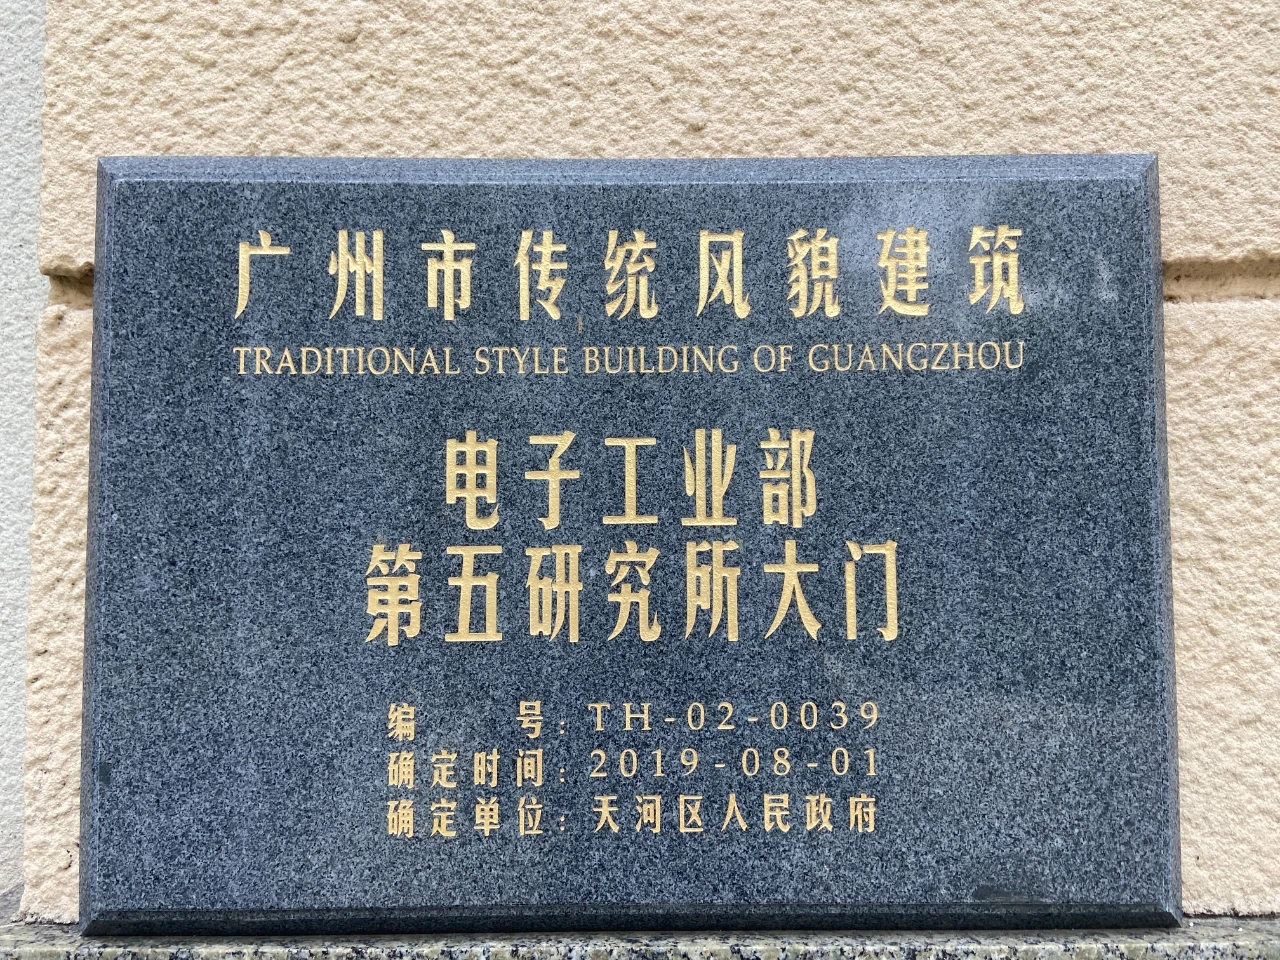 广州市传统风貌建筑
TRADITIONAL STYLE BUILDING OF GUANGZHOU
电子工业部
第五研究所大门
编 号: TH-02-0039
确定时间: 2019-08-01
确定单位: 天河区人民政府